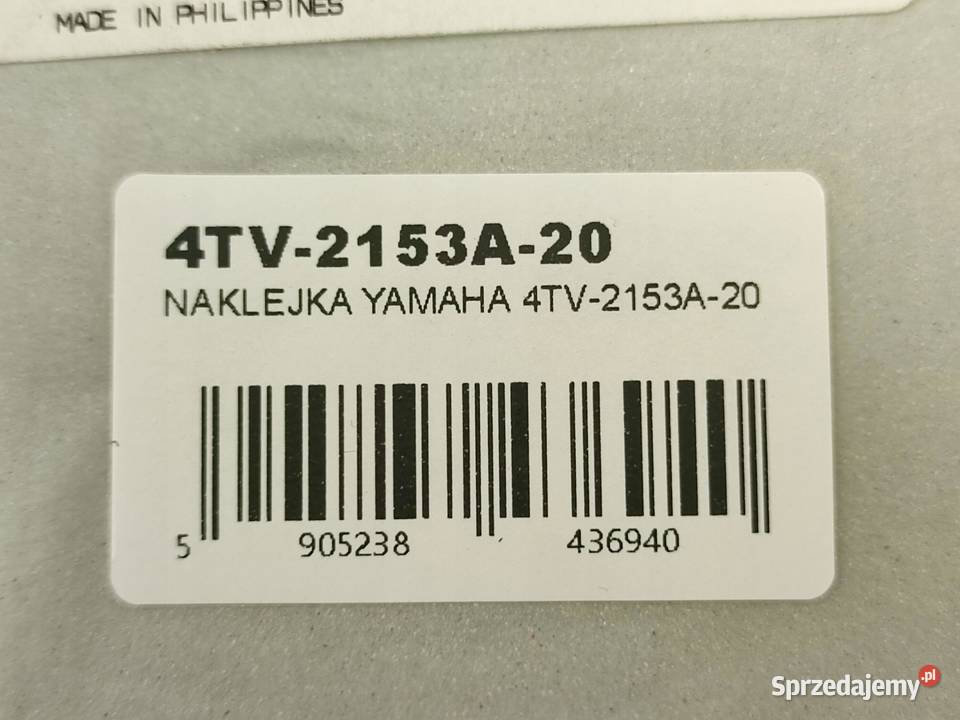 MADE IN PHILIPPINES
4TV-2153A-20
NAKLEJKA YAMAHA 4TV-2153A-20
5 905238 436940
Sprzedajemy.pl